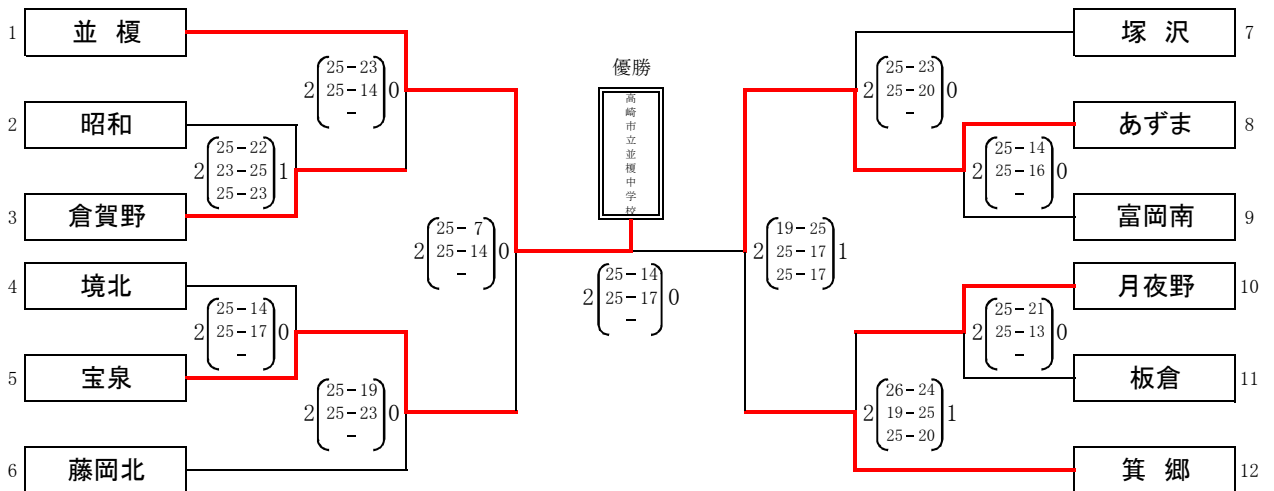 1 並 榎
2 昭和
3 倉賀野
4 境北
5 宝泉
6 藤岡北
25-23
2 25-14 0
-
25-22
2 23-25 1
25-23
25-14
2 25-17 0
-
25-19
2 25-23 0
-
25-7
2 25-14 0
-
優勝
高崎市立並榎中学校
25-14
2 25-17 0
-
19-25
2 25-17 1
25-17
25-23
2 25-20 0
-
25-14
2 25-16 0
-
25-21
2 25-13 0
-
26-24
2 19-25 1
25-20
塚 沢 7
あずま 8
富岡南 9
月夜野 10
板倉 11
箕 郷 12